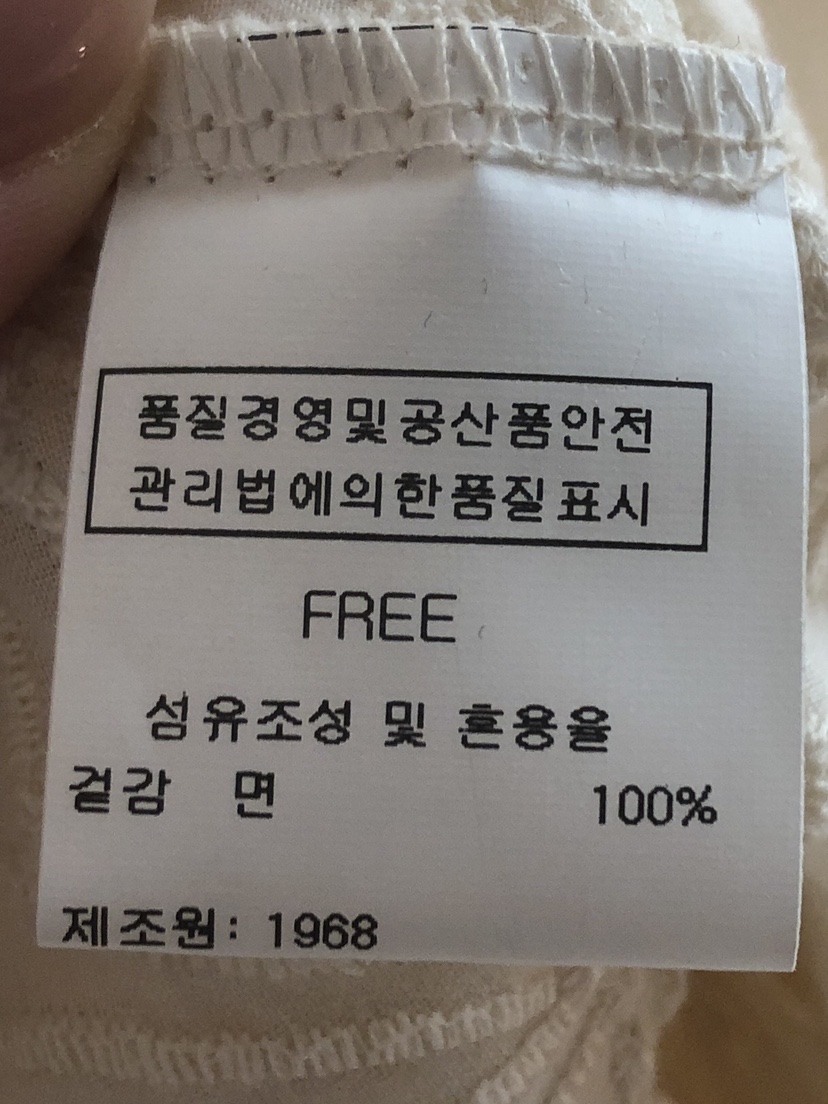 품질경영및공산품안전
관리법에의한품질표시
FREE
섬유조성 및 혼용율
겉감 면 100%
제조원: 1968